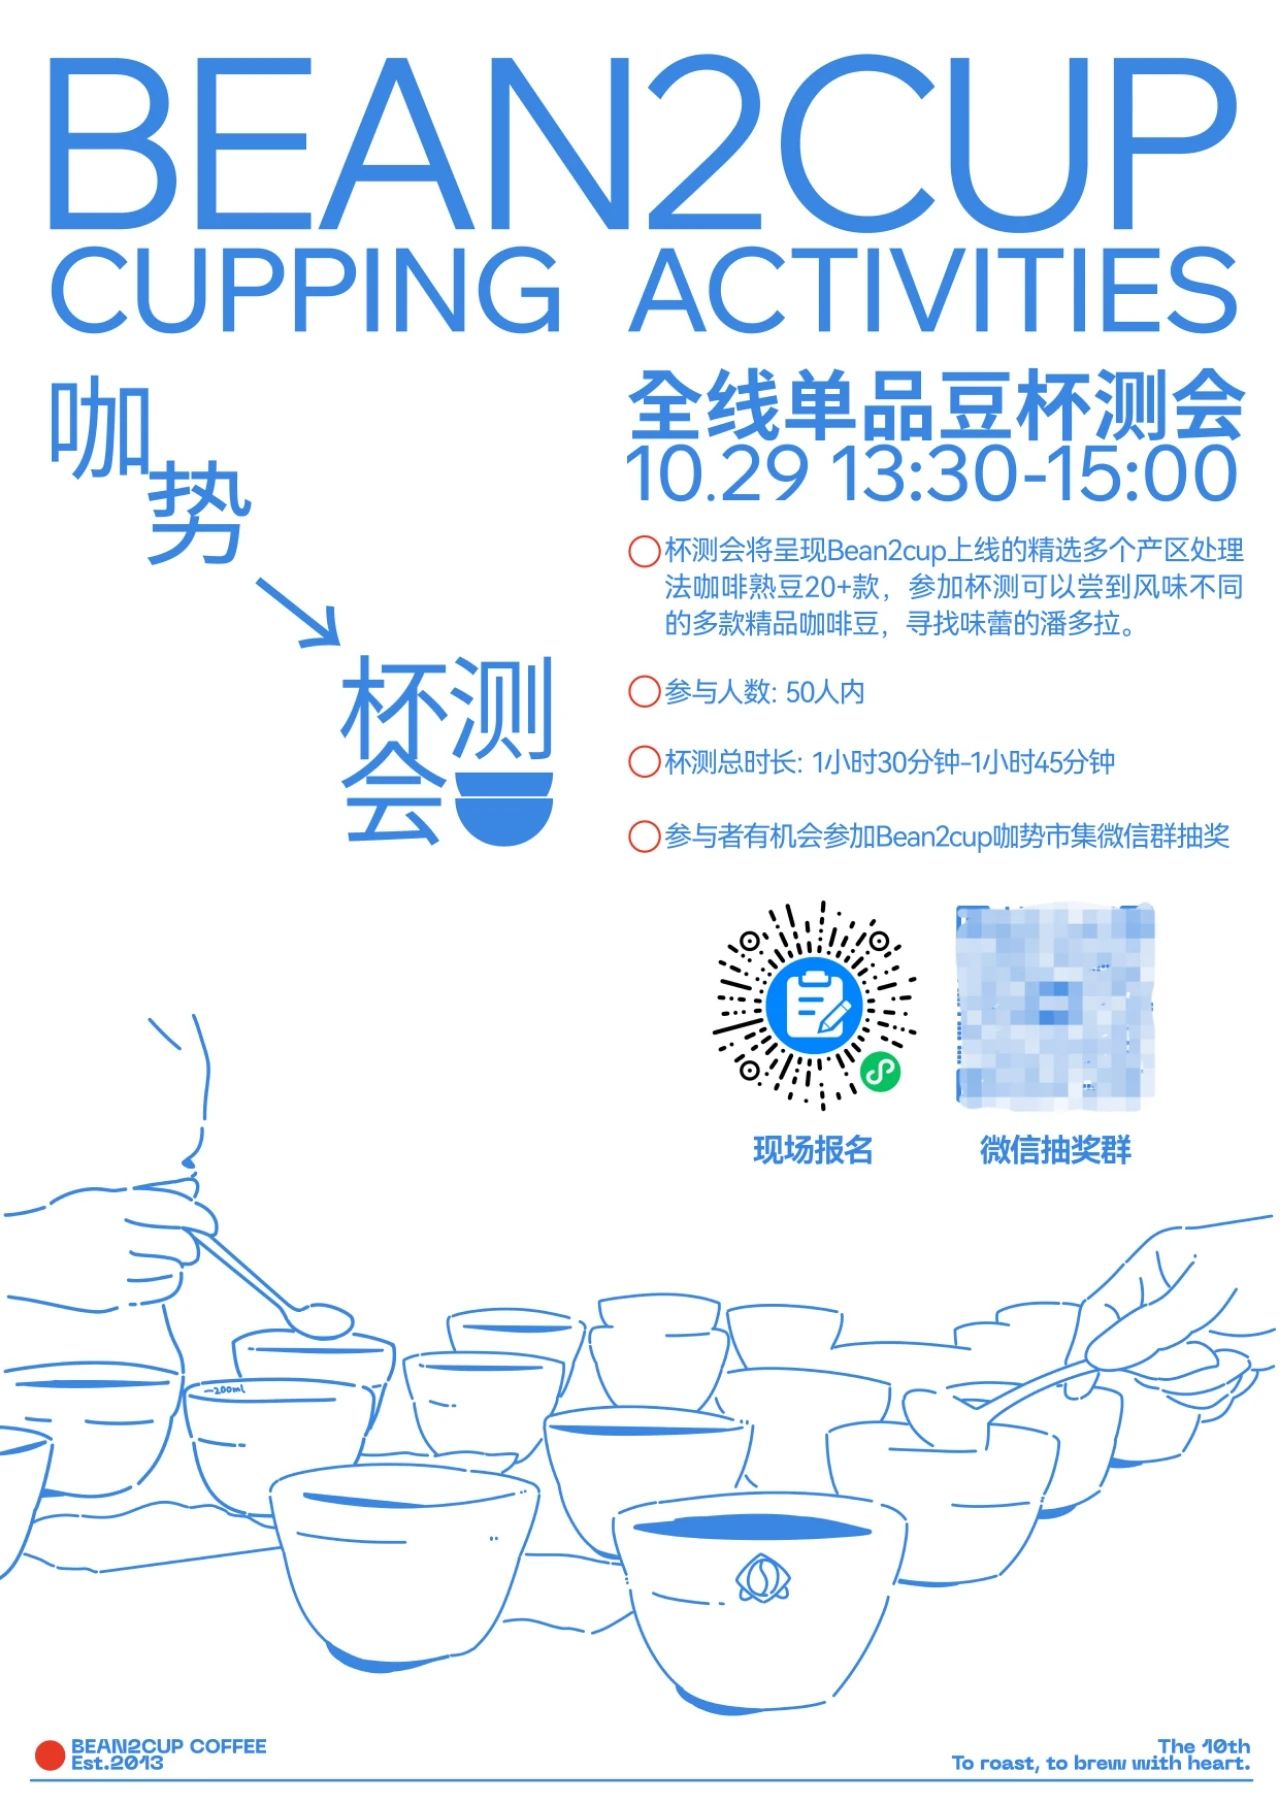 BEAN2CUP
CUPPING ACTIVITIES
咖
势
杯测
会
全线单品豆杯测会
10.29 13:30-15:00
杯测会将呈现Bean2cup上线的精选多个产区处理
法咖啡熟豆20+款，参加杯测可以尝到风味不同
的多款精品咖啡豆，寻找味蕾的潘多拉。
参与人数: 50人内
杯测总时长: 1小时30分钟-1小时45分钟
参与者有机会参加Bean2cup咖势市集微信群抽奖
现场报名
微信抽奖群
200ml
BEAN2CUP COFFEE
Est.2013
The 10th
To roast, to brew with heart.